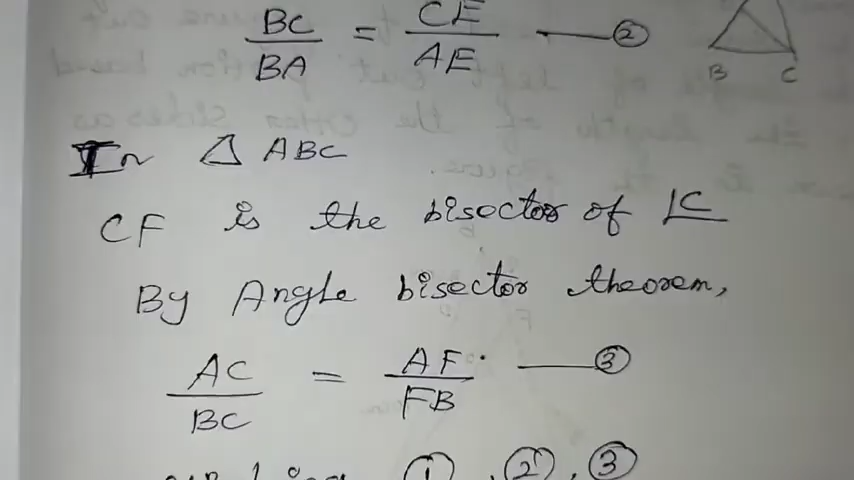 BC / BA = CE / AE — ②
B C
In △ ABC
CF is the bisector of ∠C
By Angle bisector theorem,
AC / BC = AF / FB — ③
① , ② , ③